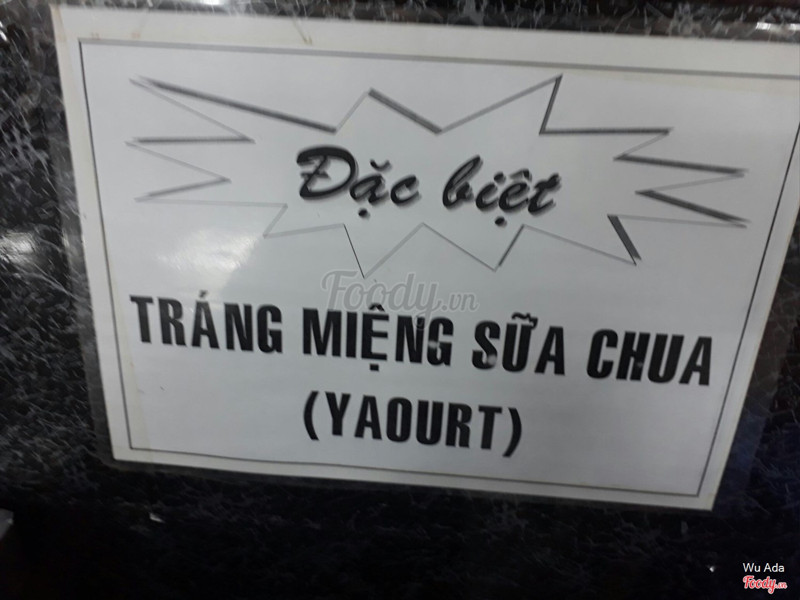 Đặc biệt
Foody.vn
TRÁNG MIỆNG SỮA CHUA
(YAOURT)
Wu Ada
Foody.vn